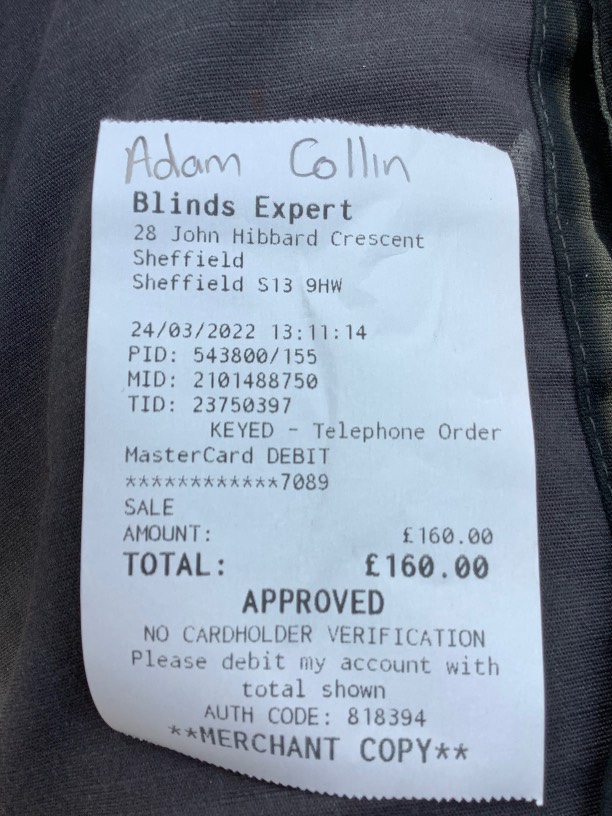 Adam Collin
Blinds Expert
28 John Hibbard Crescent
Sheffield
Sheffield S13 9HW
24/03/2022 13:11:14
PID: 543800/155
MID: 2101488750
TID: 23750397
KEYED - Telephone Order
MasterCard DEBIT
************7089
SALE
AMOUNT: £160.00
TOTAL: £160.00
APPROVED
NO CARDHOLDER VERIFICATION
Please debit my account with
total shown
AUTH CODE: 818394
**MERCHANT COPY**